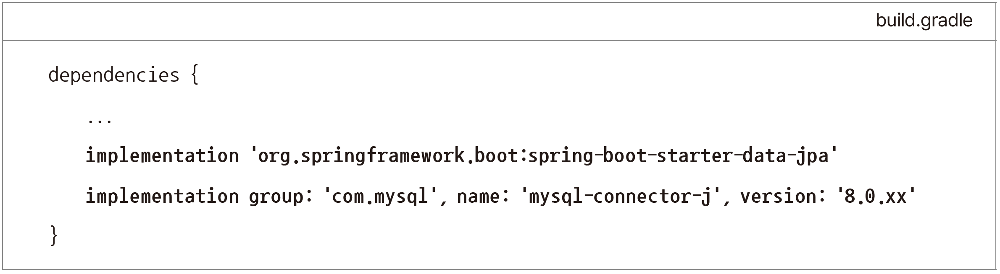 build.gradle
dependencies {
...
implementation 'org.springframework.boot:spring-boot-starter-data-jpa'
implementation group: 'com.mysql', name: 'mysql-connector-j', version: '8.0.xx'
}